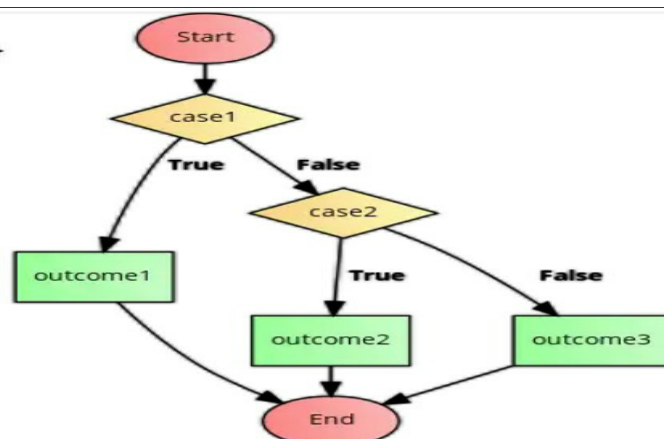 Start
case1
True
False
case2
outcome1
True
False
outcome2
outcome3
End